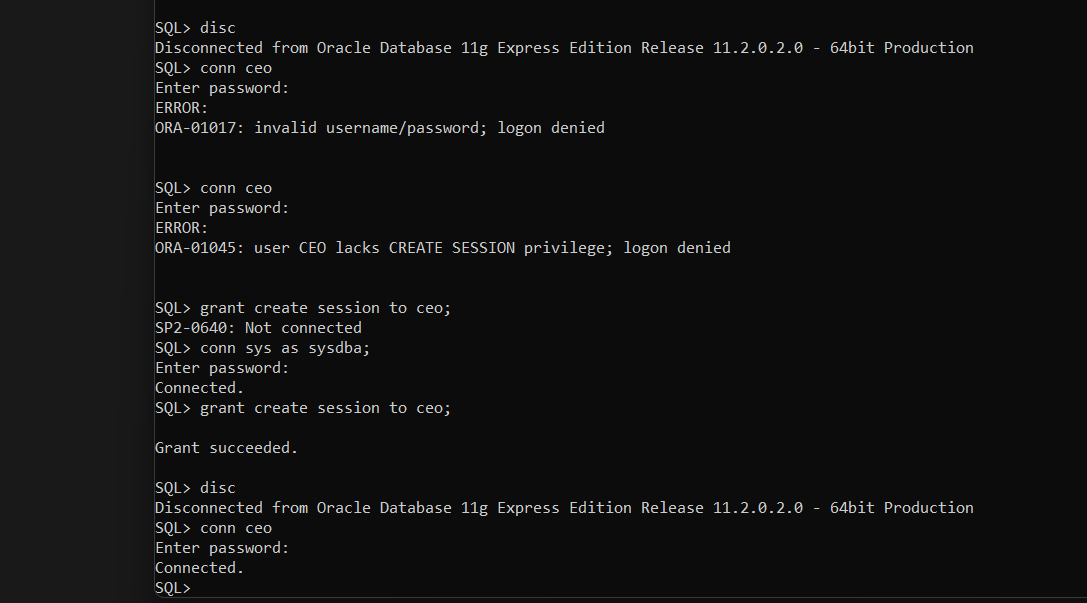 SQL> disc
Disconnected from Oracle Database 11g Express Edition Release 11.2.0.2.0 - 64bit Production
SQL> conn ceo
Enter password:
ERROR:
ORA-01017: invalid username/password; logon denied
SQL> conn ceo
Enter password:
ERROR:
ORA-01045: user CEO lacks CREATE SESSION privilege; logon denied
SQL> grant create session to ceo;
SP2-0640: Not connected
SQL> conn sys as sysdba;
Enter password:
Connected.
SQL> grant create session to ceo;
Grant succeeded.
SQL> disc
Disconnected from Oracle Database 11g Express Edition Release 11.2.0.2.0 - 64bit Production
SQL> conn ceo
Enter password:
Connected.
SQL>